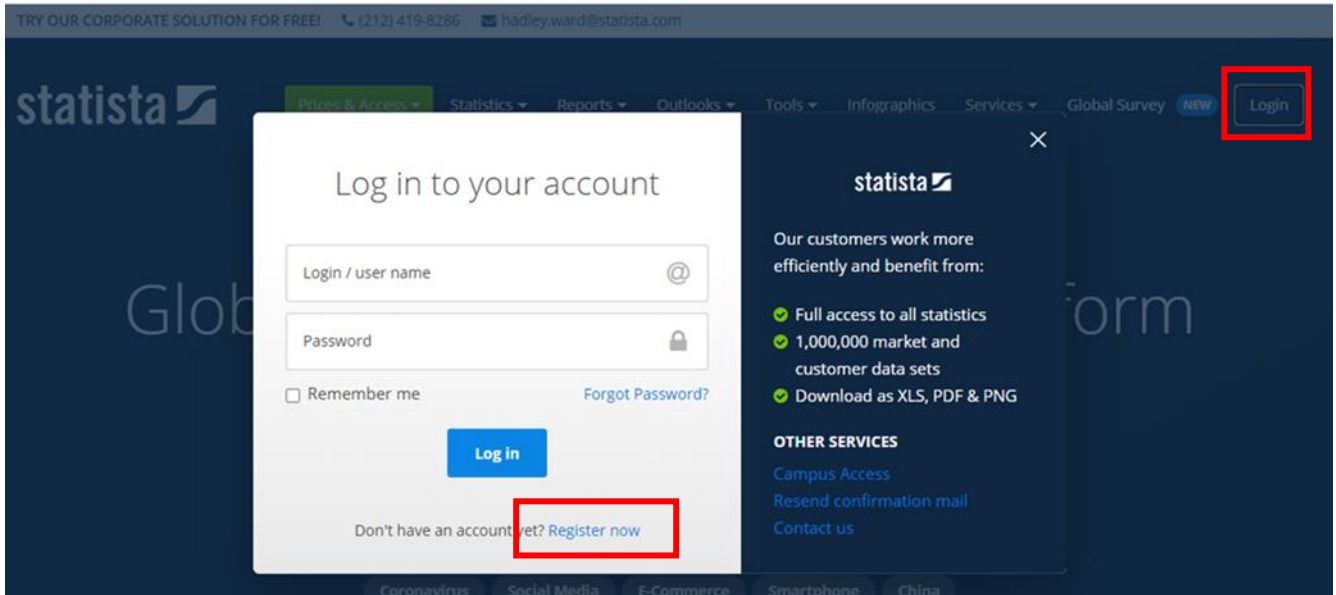 TRY OUR CORPORATE SOLUTION FOR FREE! (212) 419-8286 hadley.ward@statista.com
statista Prices & Access Statistics Reports Outlooks Tools Infographics Services Global Survey NEW Login
Log in to your account
Login / user name @
Password
Remember me Forgot Password?
Log in
Don't have an account yet? Register now
statista
Our customers work more
efficiently and benefit from:
Full access to all statistics
1,000,000 market and
customer data sets
Download as XLS, PDF & PNG
OTHER SERVICES
Campus Access
Resend confirmation mail
Contact us
Glob form
Coronavirus Social Media E-Commerce Smartphone China